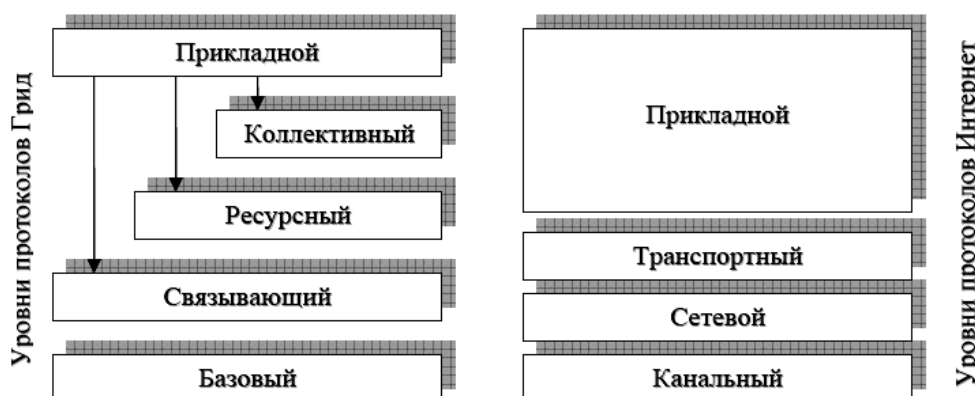 Уровни протоколов Грид
Прикладной
Коллективный
Ресурсный
Связывающий
Базовый
Прикладной
Транспортный
Сетевой
Канальный
Уровни протоколов Интернет